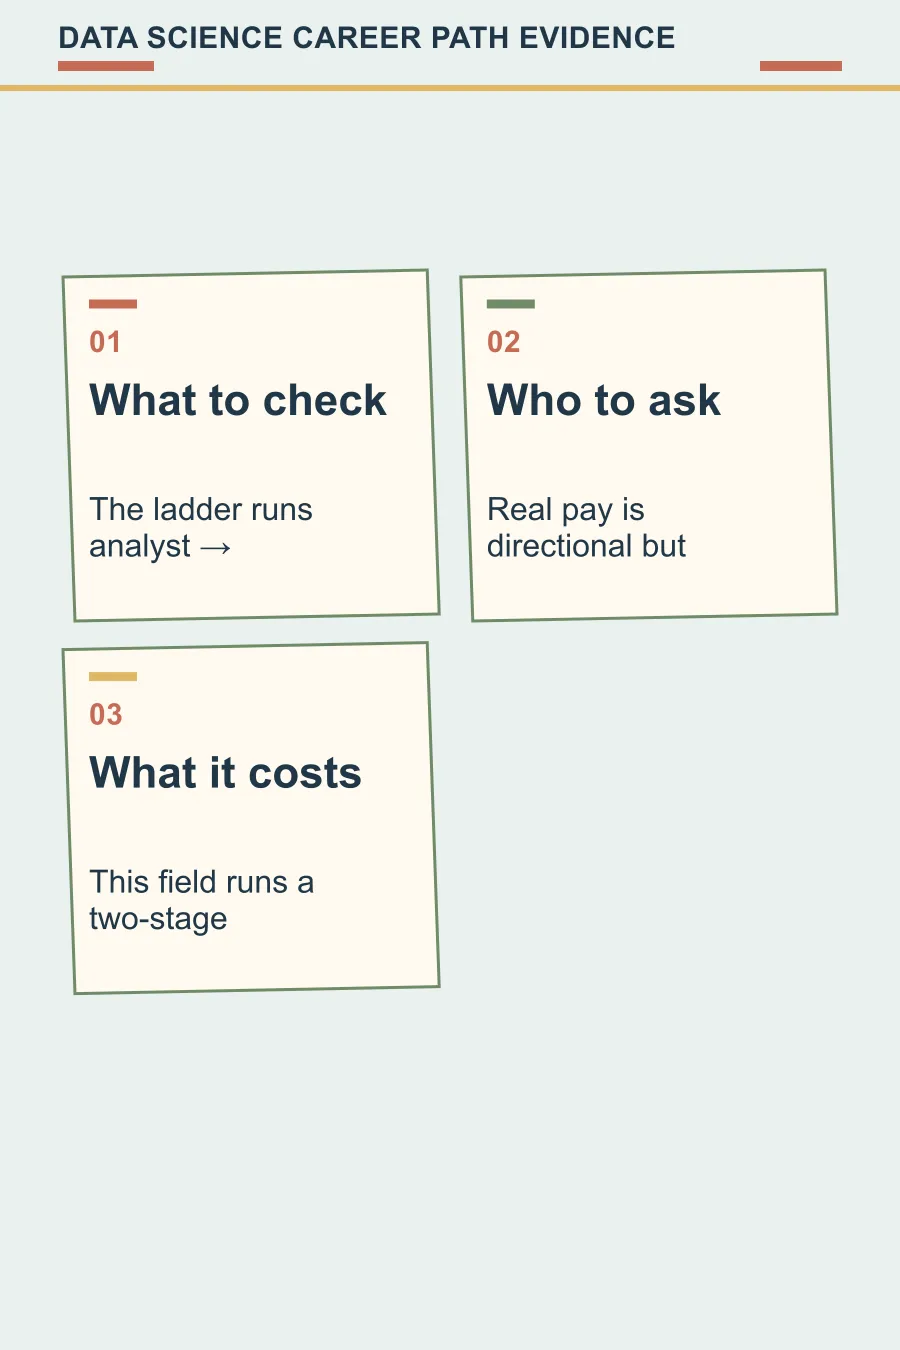 DATA SCIENCE CAREER PATH EVIDENCE
01
What to check
The ladder runs
analyst →
02
Who to ask
Real pay is
directional but
03
What it costs
This field runs a
two-stage